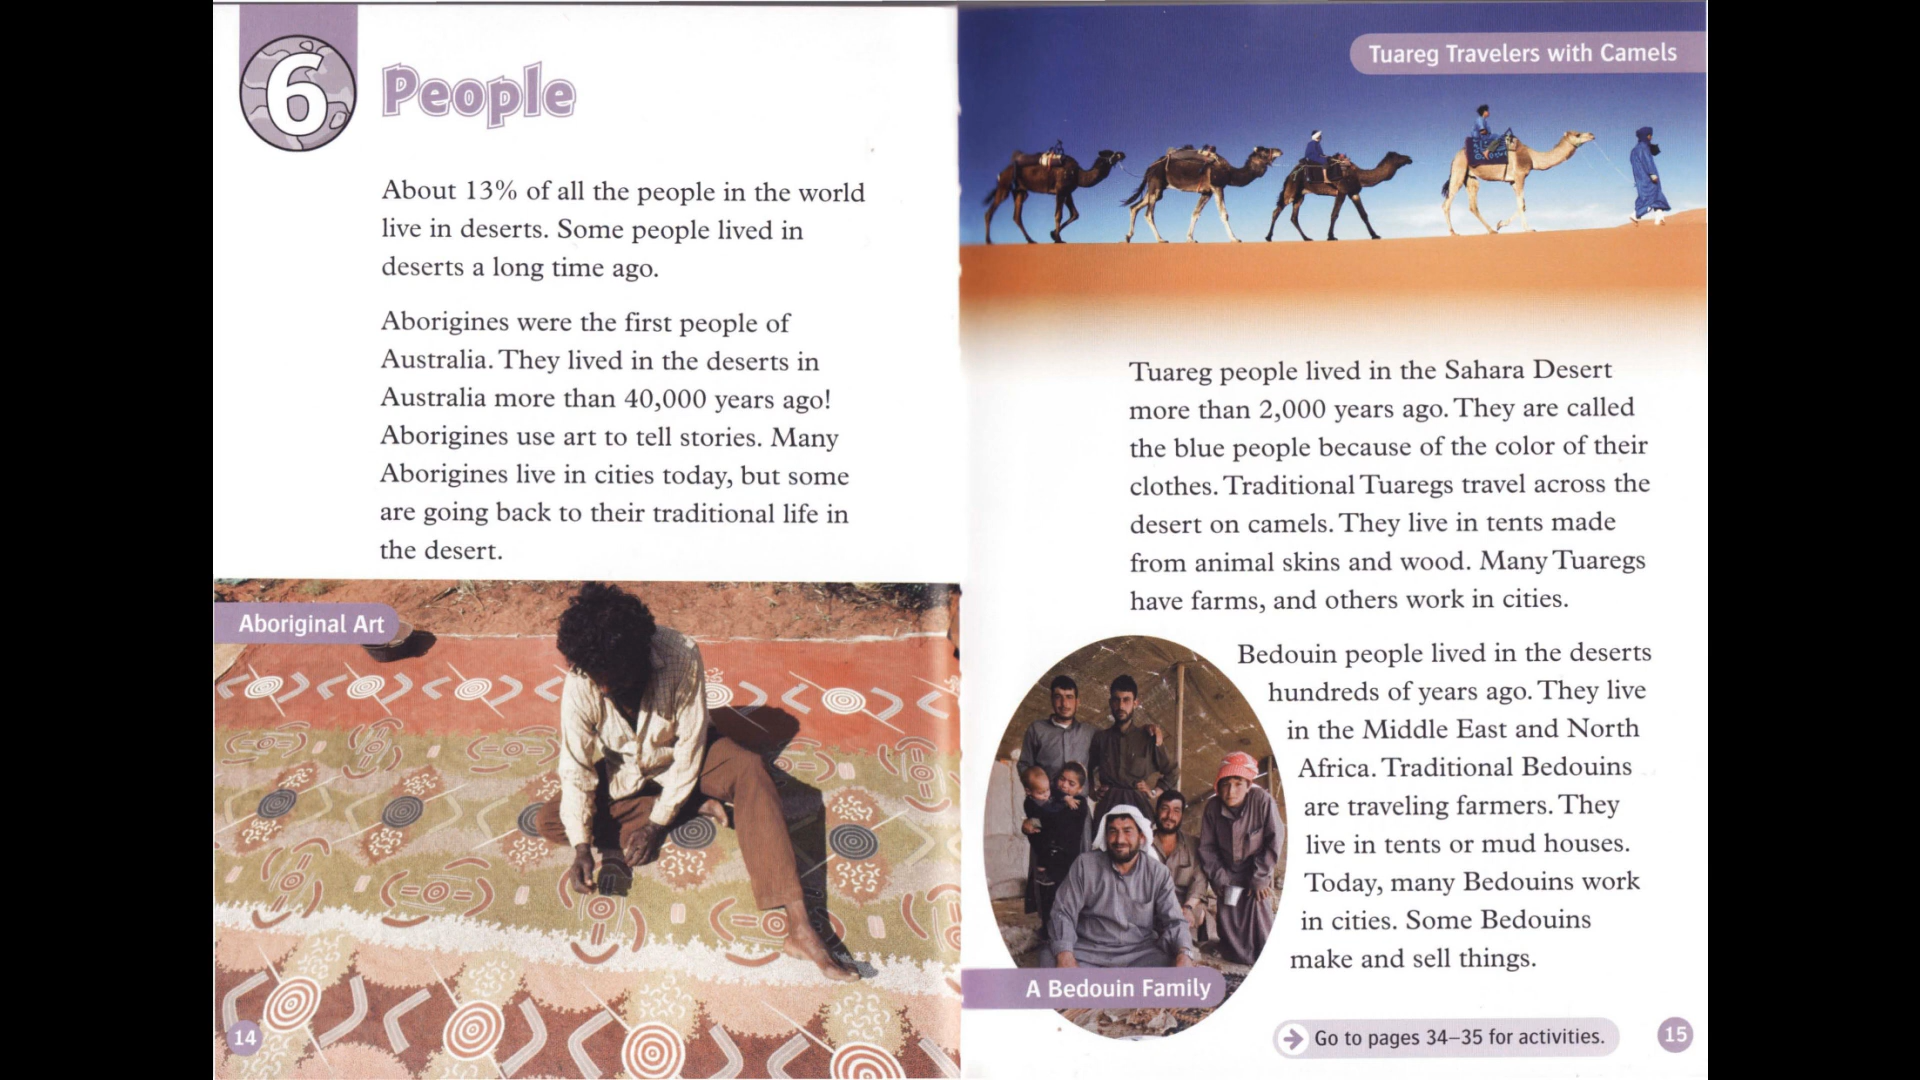 6
People
About 13% of all the people in the world
live in deserts. Some people lived in
deserts a long time ago.
Aborigines were the first people of
Australia. They lived in the deserts in
Australia more than 40,000 years ago!
Aborigines use art to tell stories. Many
Aborigines live in cities today, but some
are going back to their traditional life in
the desert.
Aboriginal Art
14
Tuareg Travelers with Camels
Tuareg people lived in the Sahara Desert
more than 2,000 years ago. They are called
the blue people because of the color of their
clothes. Traditional Tuaregs travel across the
desert on camels. They live in tents made
from animal skins and wood. Many Tuaregs
have farms, and others work in cities.
Bedouin people lived in the deserts
hundreds of years ago. They live
in the Middle East and North
Africa. Traditional Bedouins
are traveling farmers. They
live in tents or mud houses.
Today, many Bedouins work
in cities. Some Bedouins
make and sell things.
A Bedouin Family
Go to pages 34–35 for activities.
15